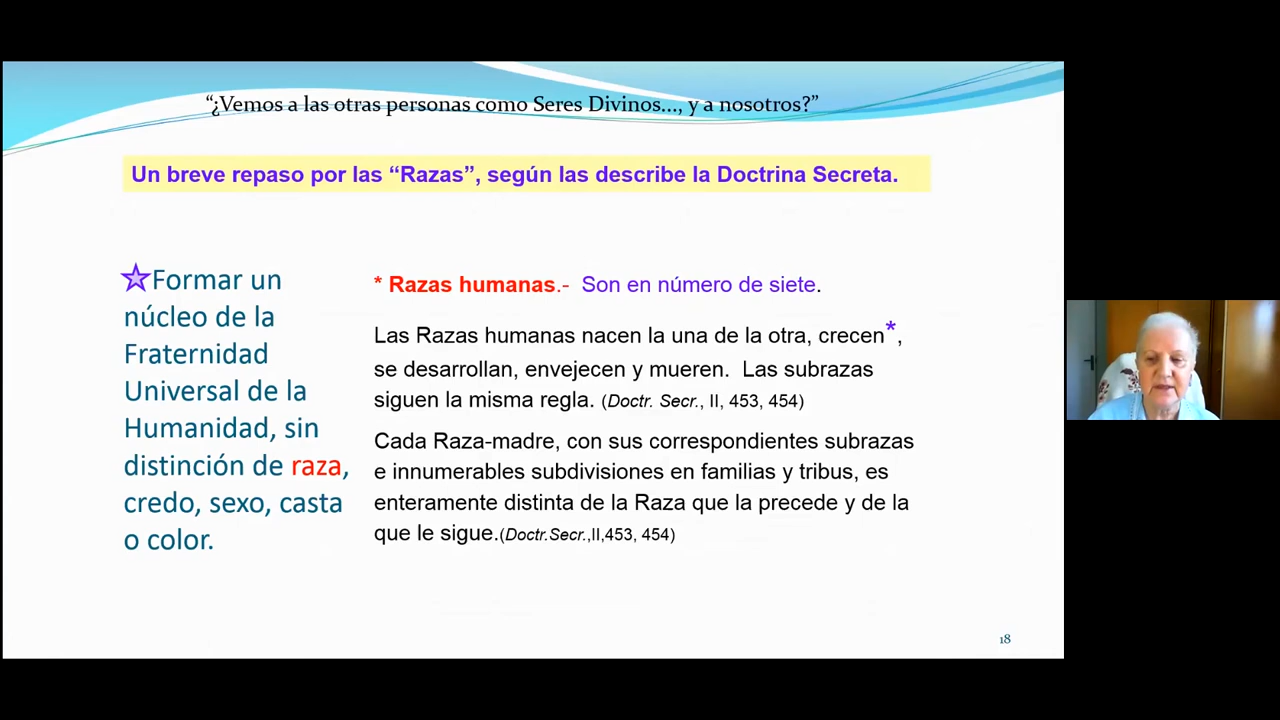 “¿Vemos a las otras personas como Seres Divinos..., y a nosotros?”
Un breve repaso por las “Razas”, según las describe la Doctrina Secreta.
Formar un
núcleo de la
Fraternidad
Universal de la
Humanidad, sin
distinción de raza,
credo, sexo, casta
o color.
* Razas humanas.- Son en número de siete.
Las Razas humanas nacen la una de la otra, crecen*,
se desarrollan, envejecen y mueren. Las subrazas
siguen la misma regla. (Doctr. Secr., II, 453, 454)
Cada Raza-madre, con sus correspondientes subrazas
e innumerables subdivisiones en familias y tribus, es
enteramente distinta de la Raza que la precede y de la
que le sigue.(Doctr.Secr.,II,453, 454)
18